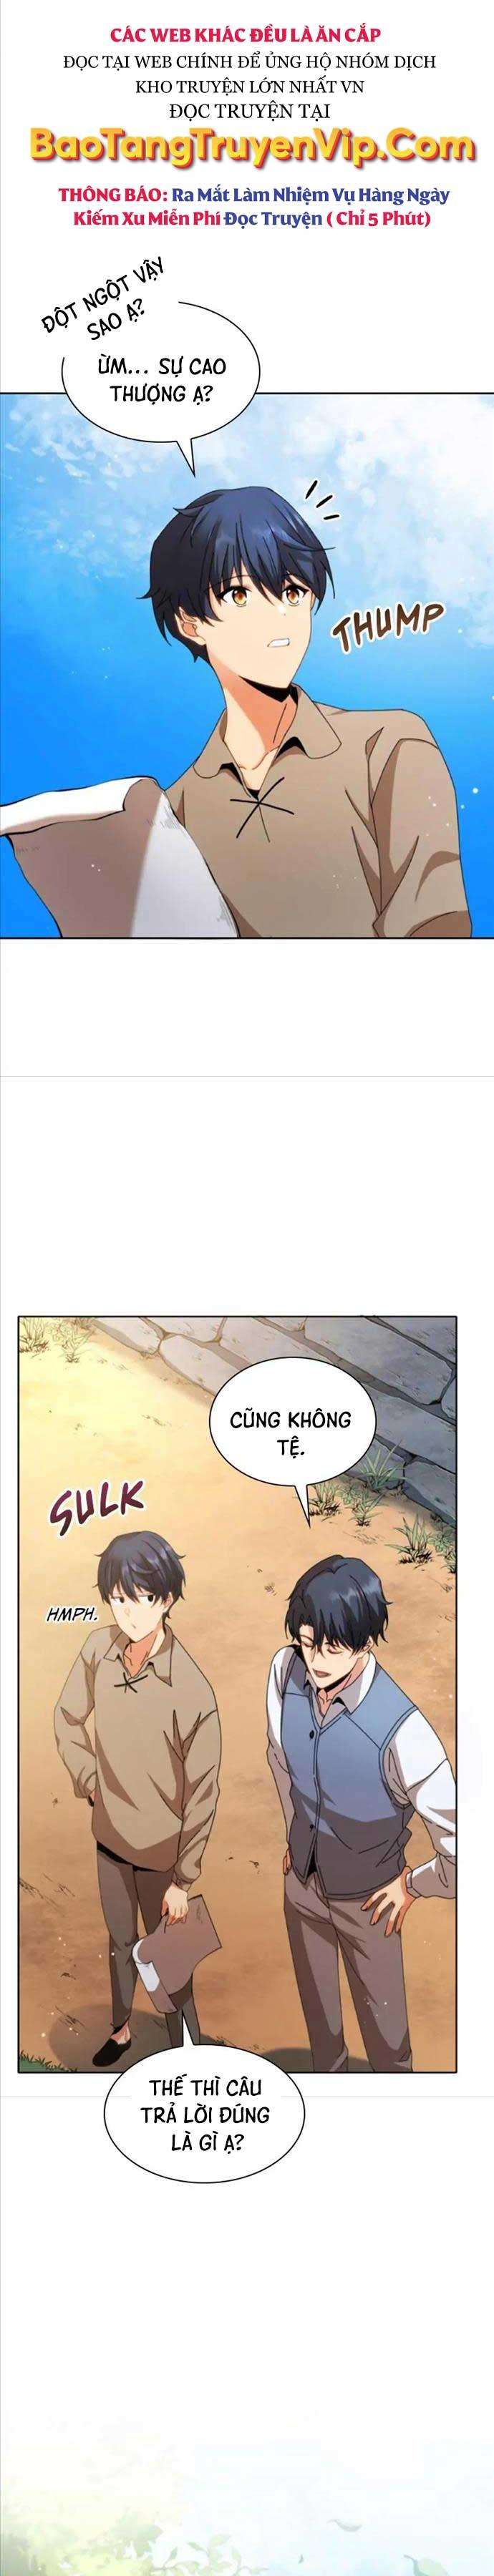 CÁC WEB KHÁC ĐỀU LÀ ĂN CẮP
ĐỌC TẠI WEB CHÍNH ĐỂ ỦNG HỘ NHÓM DỊCH
KHO TRUYỆN LỚN NHẤT VN
ĐỌC TRUYỆN TẠI
BaoTangTruyenVip.Com
THÔNG BÁO: Ra Mắt Làm Nhiệm Vụ Hàng Ngày
Kiếm Xu Miễn Phí Đọc Truyện ( Chỉ 5 Phút)
ĐỘT NGỘT VẬY
SAO Ạ?
ỪM... SỰ CAO
THƯỢNG Ạ?
THUMP
CŨNG KHÔNG
TỆ.
SULK
HMPH.
THẾ THÌ CÂU
TRẢ LỜI ĐÚNG
LÀ GÌ Ạ?